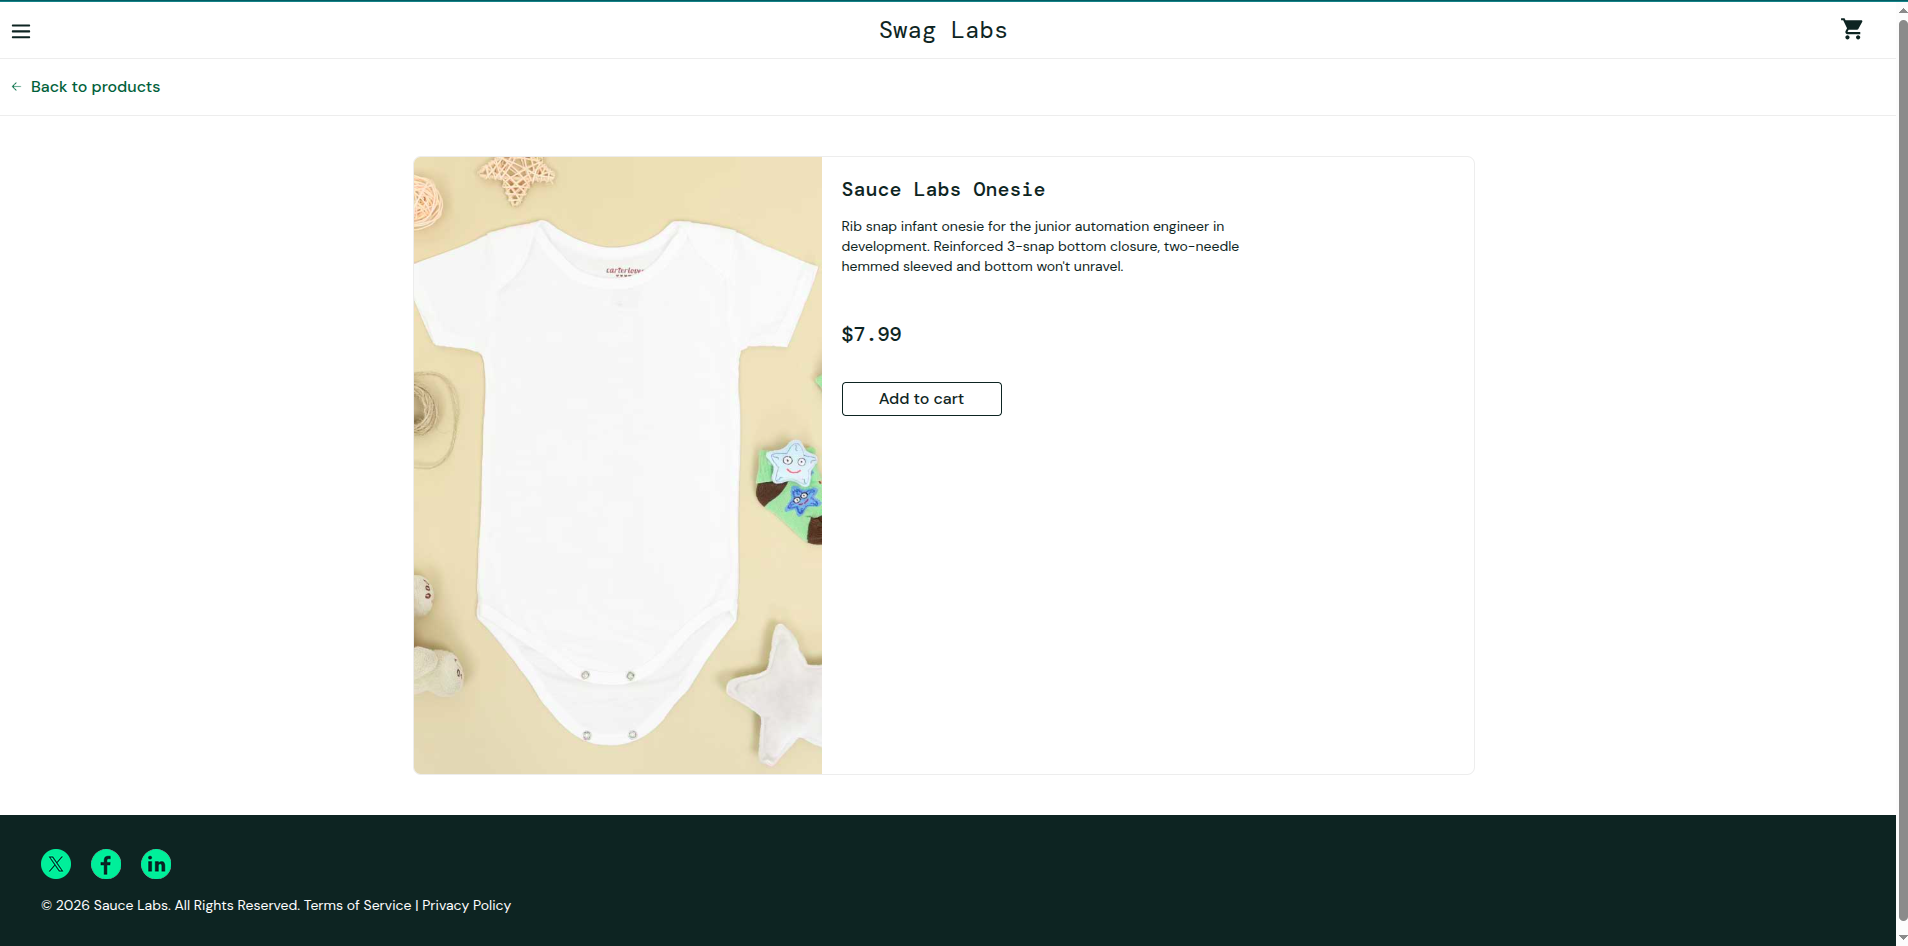 Swag Labs
Back to products
Sauce Labs Onesie
Rib snap infant onesie for the junior automation engineer in
development. Reinforced 3-snap bottom closure, two-needle
hemmed sleeved and bottom won't unravel.
$7.99
Add to cart
© 2026 Sauce Labs. All Rights Reserved. Terms of Service | Privacy Policy